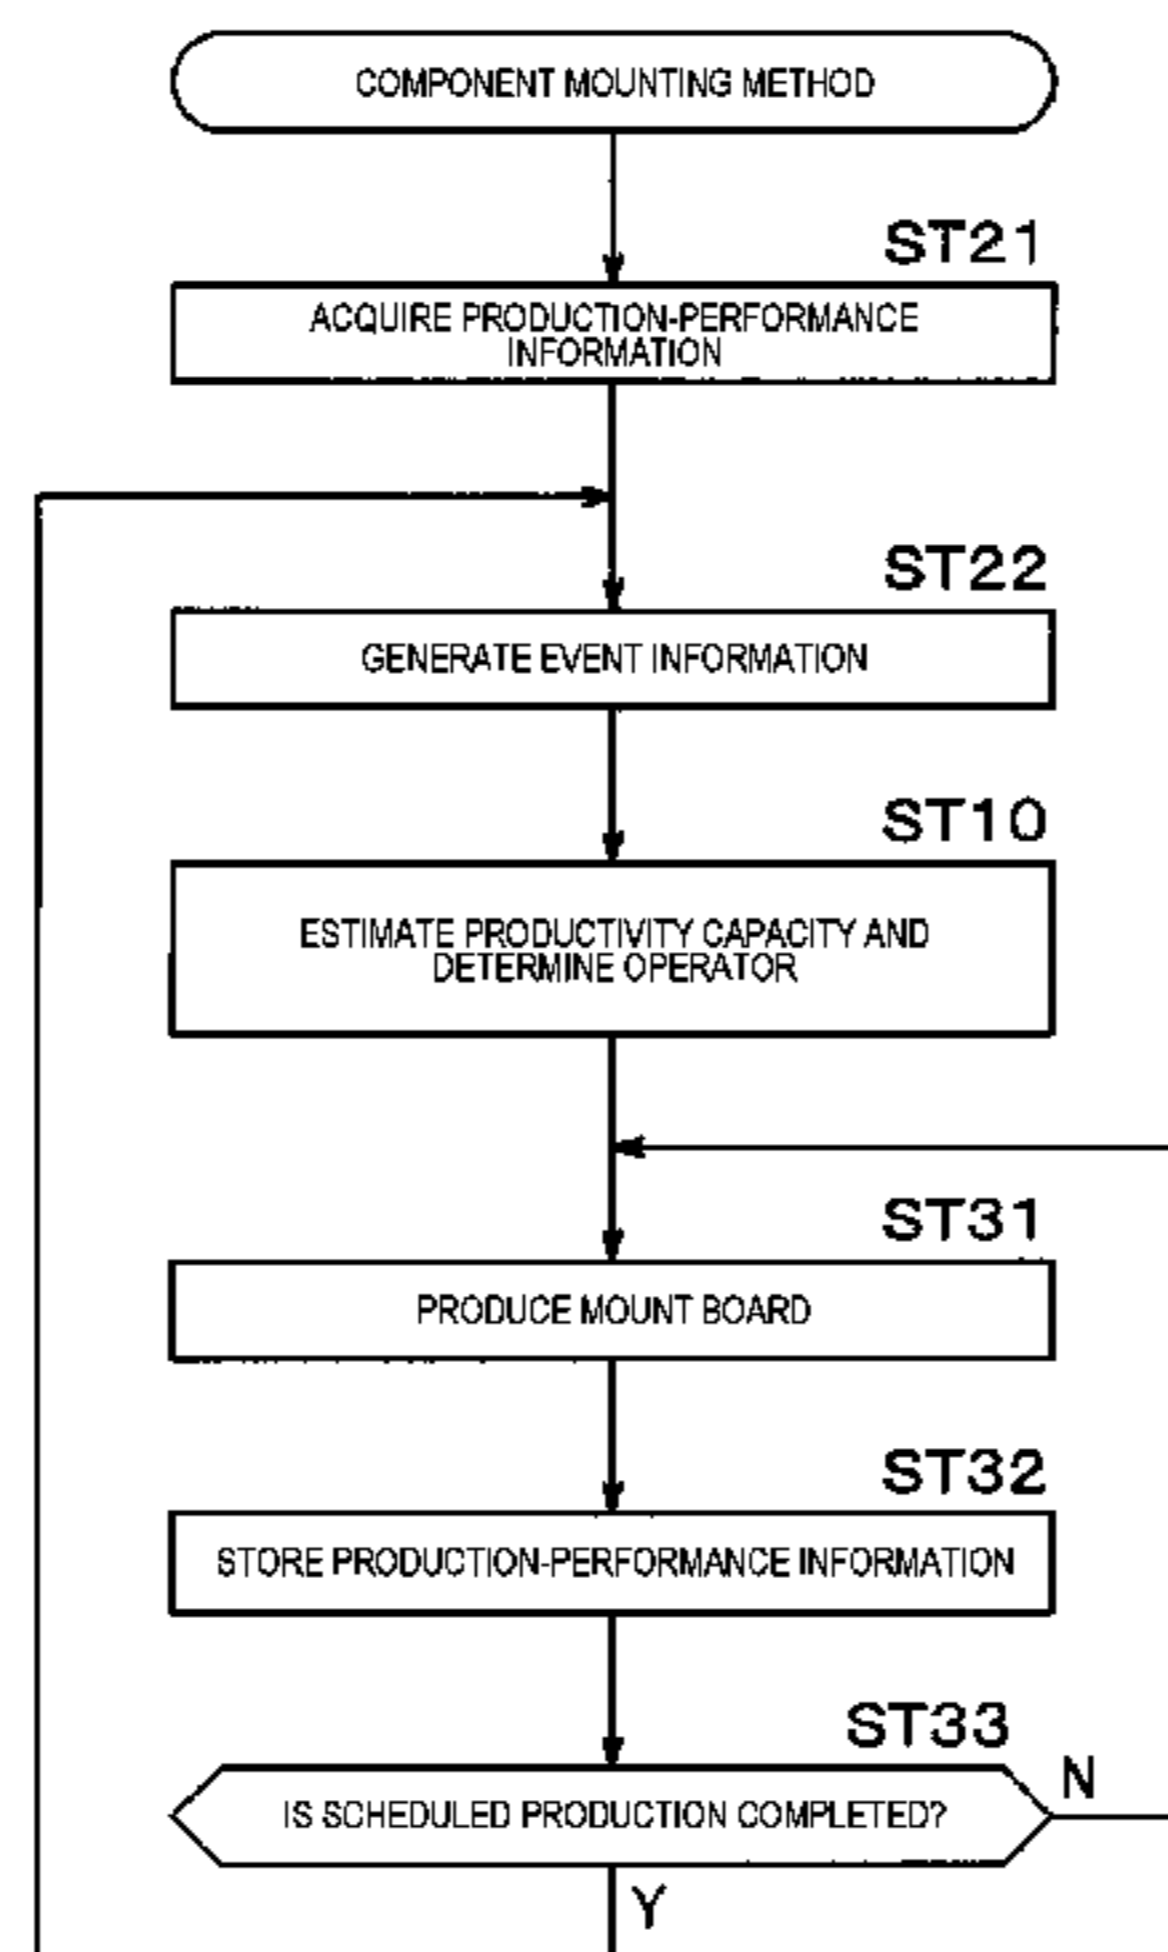 COMPONENT MOUNTING METHOD
ST21
ACQUIRE PRODUCTION-PERFORMANCE
INFORMATION
ST22
GENERATE EVENT INFORMATION
ST10
ESTIMATE PRODUCTIVITY CAPACITY AND
DETERMINE OPERATOR
ST31
PRODUCE MOUNT BOARD
ST32
STORE PRODUCTION-PERFORMANCE INFORMATION
ST33
IS SCHEDULED PRODUCTION COMPLETED?
N
Y